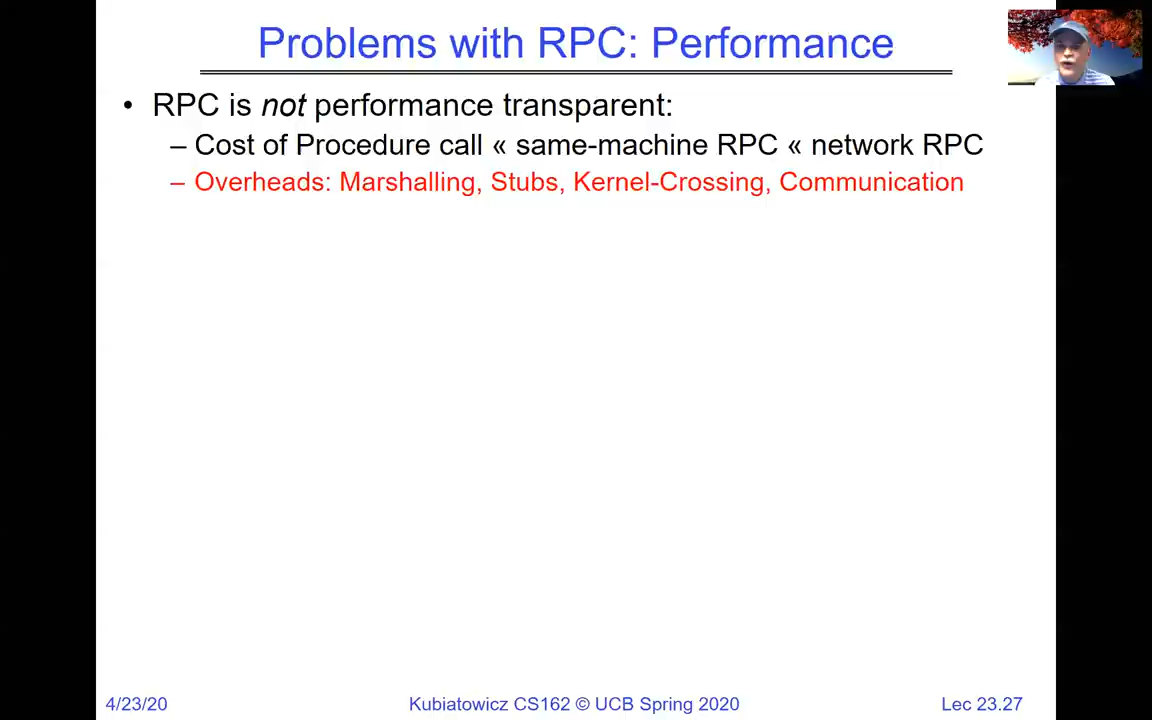 Problems with RPC: Performance
• RPC is not performance transparent:
– Cost of Procedure call « same-machine RPC « network RPC
– Overheads: Marshalling, Stubs, Kernel-Crossing, Communication
4/23/20
Kubiatowicz CS162 © UCB Spring 2020
Lec 23.27